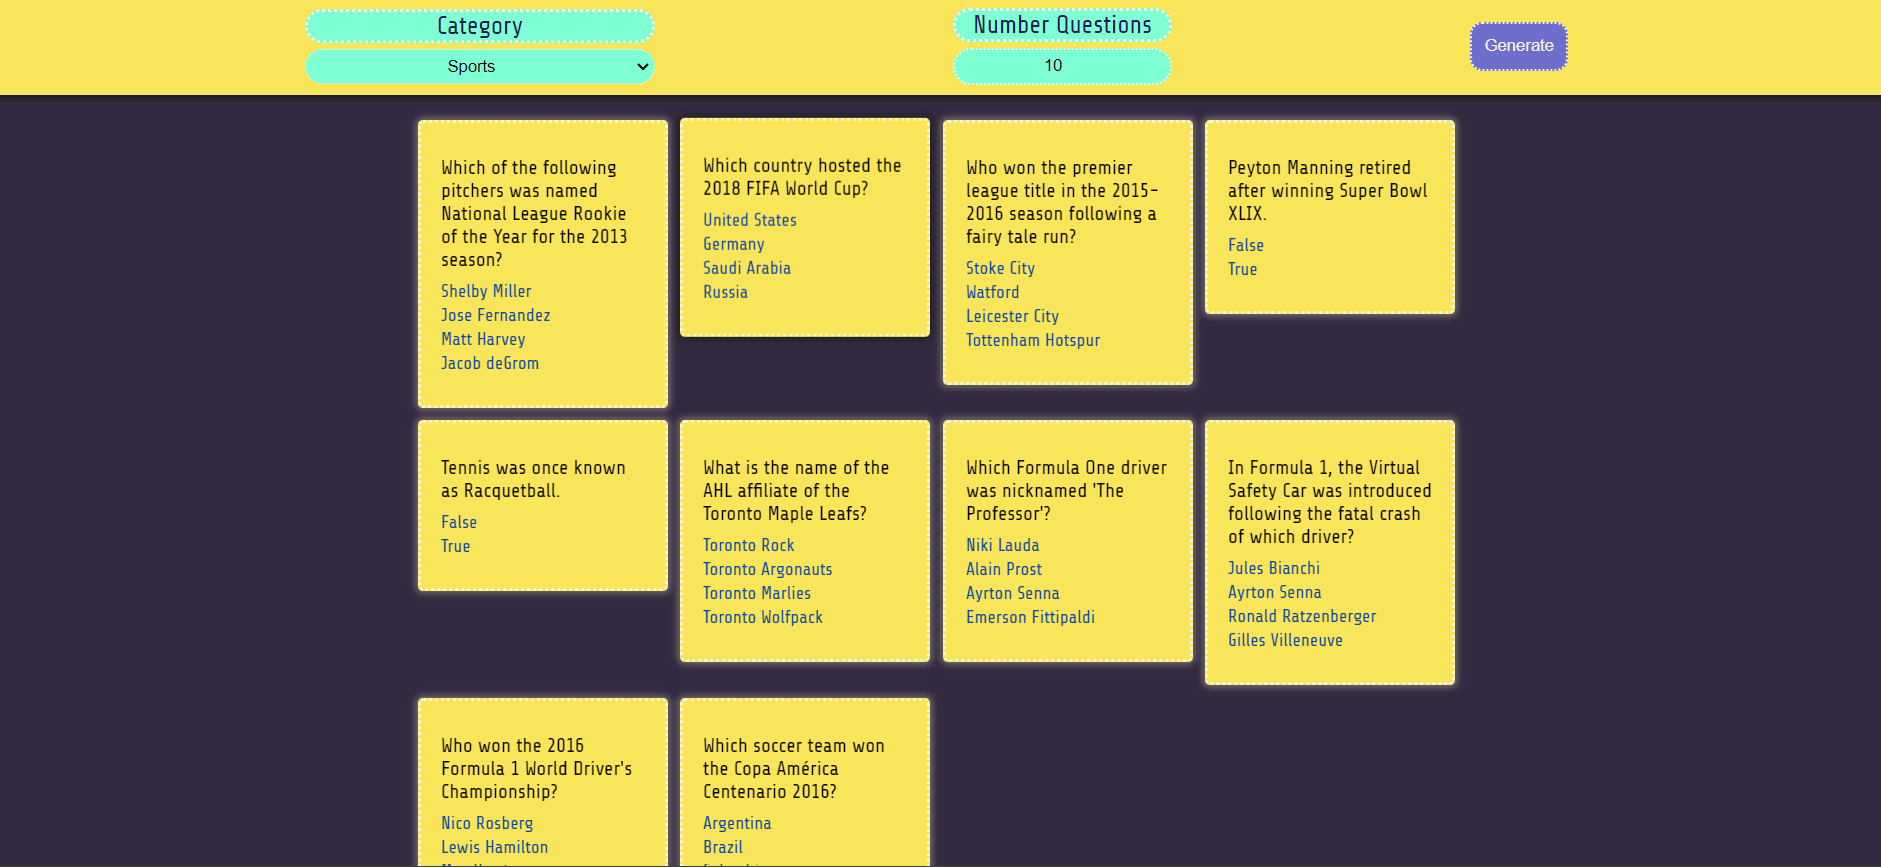 Category
Sports
Number Questions
10
Generate
Which of the following
pitchers was named
National League Rookie
of the Year for the 2013
season?
Shelby Miller
Jose Fernandez
Matt Harvey
Jacob deGrom
Which country hosted the
2018 FIFA World Cup?
United States
Germany
Saudi Arabia
Russia
Who won the premier
league title in the 2015-
2016 season following a
fairy tale run?
Stoke City
Watford
Leicester City
Tottenham Hotspur
Peyton Manning retired
after winning Super Bowl
XLIX.
False
True
Tennis was once known
as Racquetball.
False
True
What is the name of the
AHL affiliate of the
Toronto Maple Leafs?
Toronto Rock
Toronto Argonauts
Toronto Marlies
Toronto Wolfpack
Which Formula One driver
was nicknamed 'The
Professor'?
Niki Lauda
Alain Prost
Ayrton Senna
Emerson Fittipaldi
In Formula 1, the Virtual
Safety Car was introduced
following the fatal crash
of which driver?
Jules Bianchi
Ayrton Senna
Ronald Ratzenberger
Gilles Villeneuve
Who won the 2016
Formula 1 World Driver's
Championship?
Nico Rosberg
Lewis Hamilton
Which soccer team won
the Copa América
Centenario 2016?
Argentina
Brazil